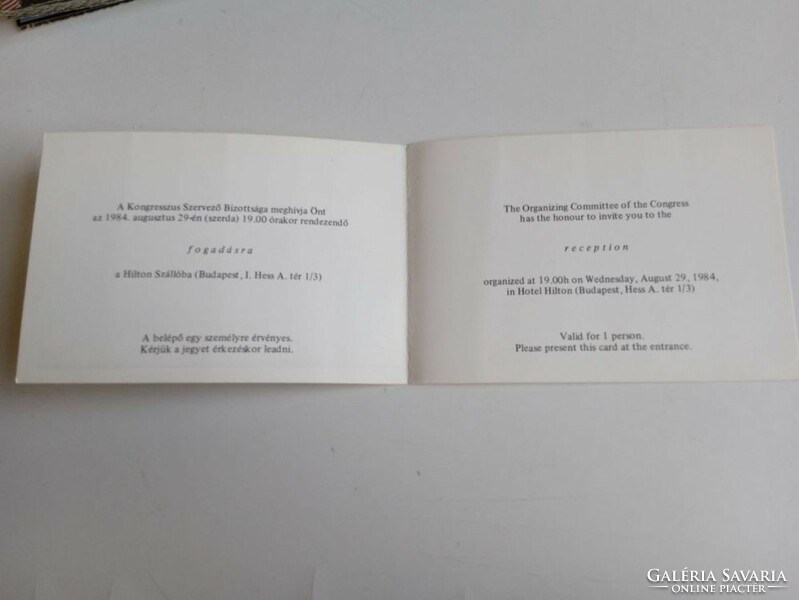 A Kongresszus Szervező Bizottsága meghívja Önt
az 1984. augusztus 29-én (szerda) 19.00 órakor rendezendő
fogadásra
a Hilton Szállóba (Budapest, I. Hess A. tér 1/3)
A belépő egy személyre érvényes.
Kérjük a jegyet érkezéskor leadni.
The Organizing Committee of the Congress
has the honour to invite you to the
reception
organized at 19.00h on Wednesday, August 29, 1984,
in Hotel Hilton (Budapest, Hess A. tér 1/3)
Valid for 1 person.
Please present this card at the entrance.
GALÉRIA SAVARIA
ONLINE PIACTÉR